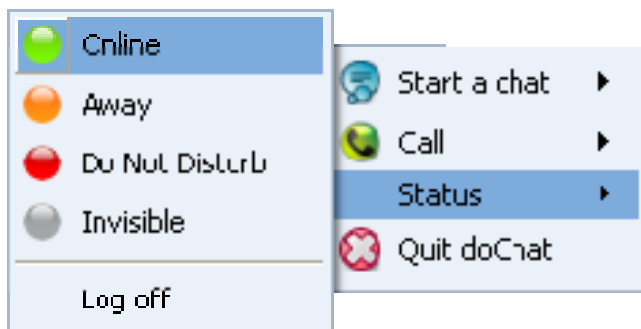 Online
Away
Do Not Disturb
Invisible
Log off
Start a chat
Call
Status
Quit doChat